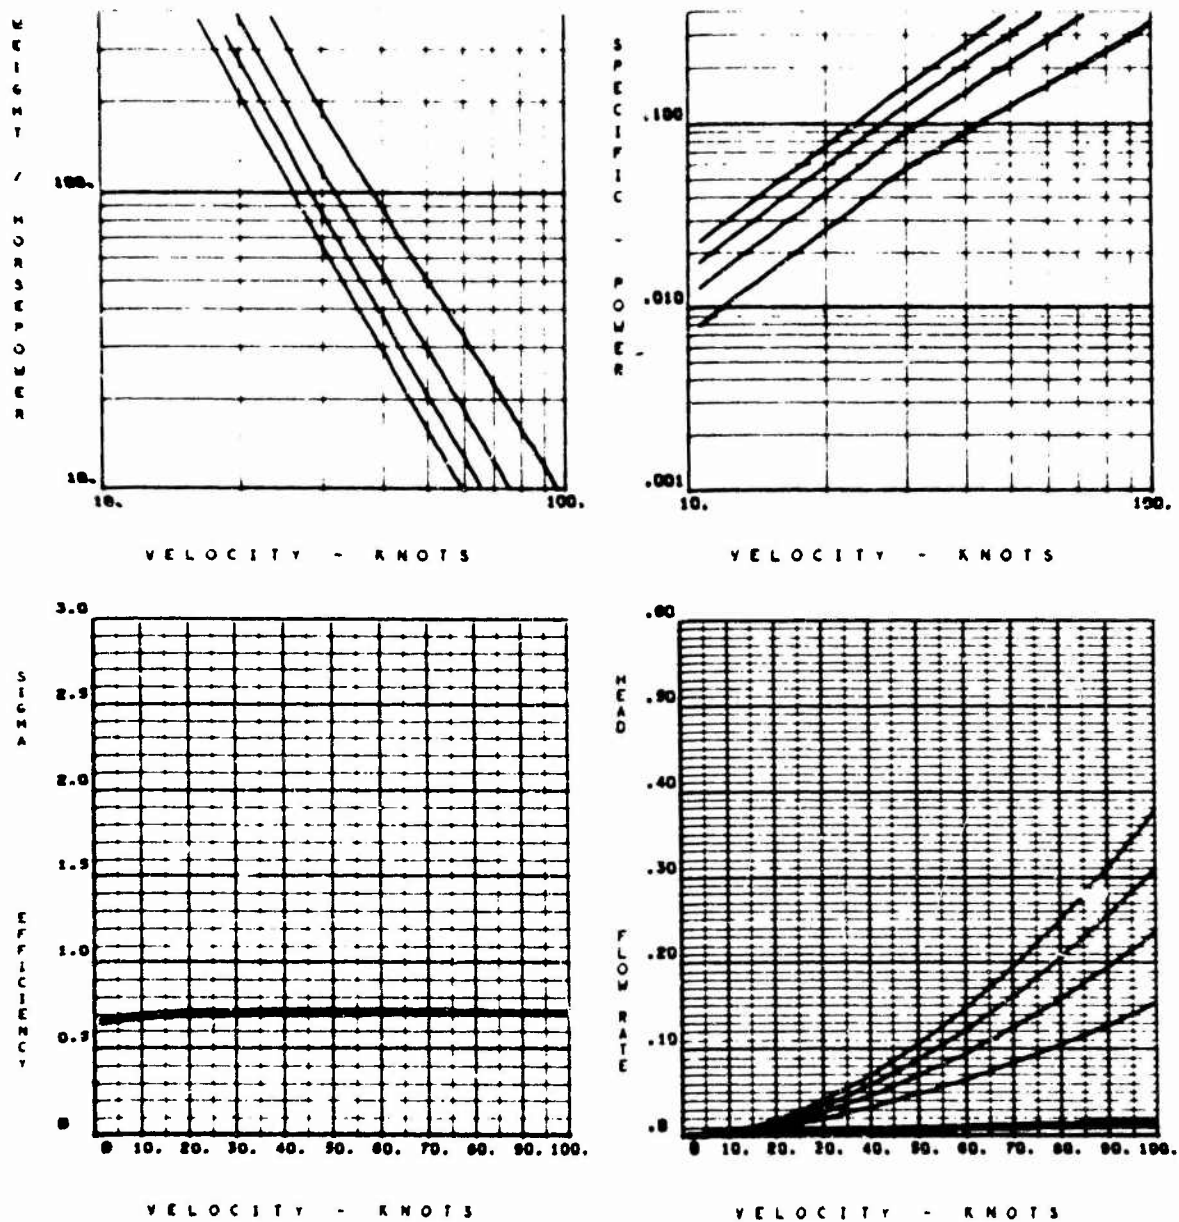 WEIGHT / HORSEPOWER
100.
10.
10. 100.
VELOCITY - KNOTS
SPECIFIC - POWER
.100
.010
.001
10. 100.
VELOCITY - KNOTS
SIGMA
EFFICIENCY
3.0
2.5
2.0
1.5
1.0
0.5
0
0 10. 20. 30. 40. 50. 60. 70. 80. 90. 100.
VELOCITY - KNOTS
HEAD
FLOW RATE
.60
.50
.40
.30
.20
.10
.0
0 10. 20. 30. 40. 50. 60. 70. 80. 90. 100.
VELOCITY - KNOTS